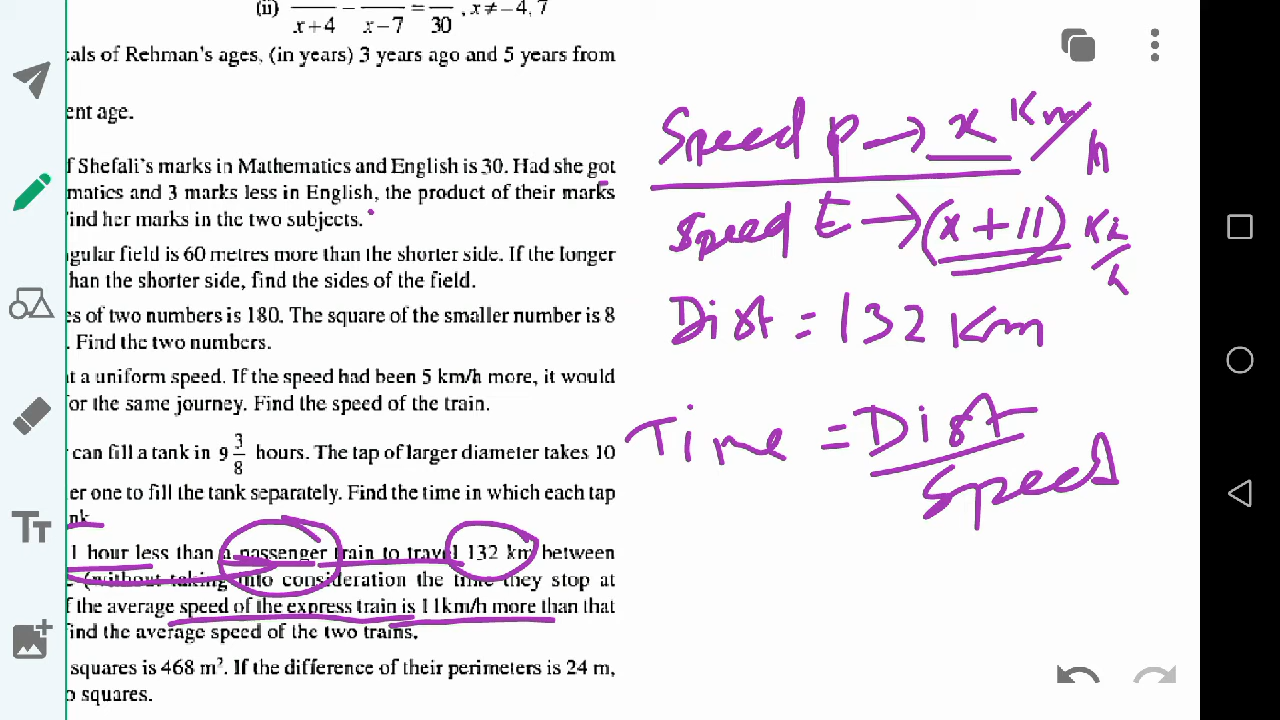 (ii) x+4 − x−7 = 30 , x ≠ −4, 7
cals of Rehman's ages, (in years) 3 years ago and 5 years from
ent age.
f Shefali's marks in Mathematics and English is 30. Had she got
matics and 3 marks less in English, the product of their marks
ind her marks in the two subjects.
gular field is 60 metres more than the shorter side. If the longer
han the shorter side, find the sides of the field.
es of two numbers is 180. The square of the smaller number is 8
. Find the two numbers.
t a uniform speed. If the speed had been 5 km/h more, it would
or the same journey. Find the speed of the train.
can fill a tank in 9 3/8 hours. The tap of larger diameter takes 10
er one to fill the tank separately. Find the time in which each tap
nk.
1 hour less than a passenger train to travel 132 km between
e (without taking into consideration the time they stop at
f the average speed of the express train is 11km/h more than that
find the average speed of the two trains.
squares is 468 m². If the difference of their perimeters is 24 m,
o squares.
Speed p → x Km/h
Speed E → (x + 11)
Dist = 132 Km
Time = Dist/Speed
TT